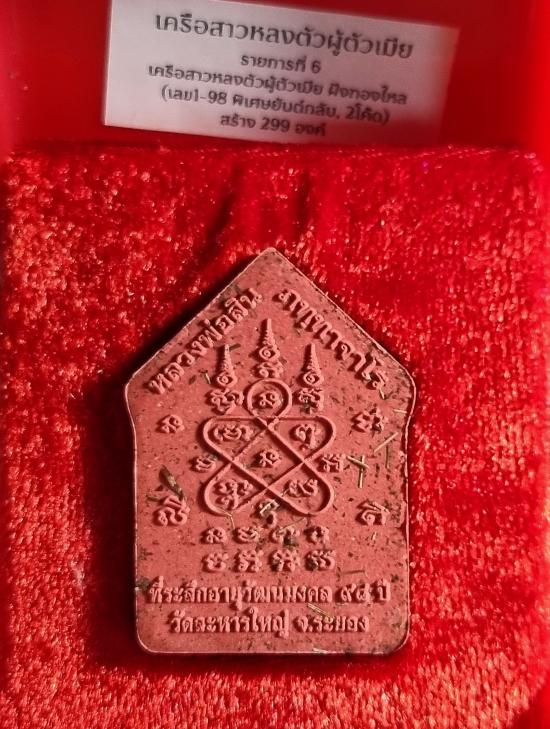 เครือสาวหลงตัวผู้ตัวเมีย
รายการที่ 6
เครือสาวหลงตัวผู้ตัวเมีย ฝังทองไหล
(เลข1-98 พิเศษยันต์กลับ, 2โค้ด)
สร้าง 299 องค์
หลวงพ่อสิน ภทฺทาจาโร
ที่ระลึกอายุวัฒนมงคล ๙๔ ปี
วัดละหารใหญ่ จ.ระยอง